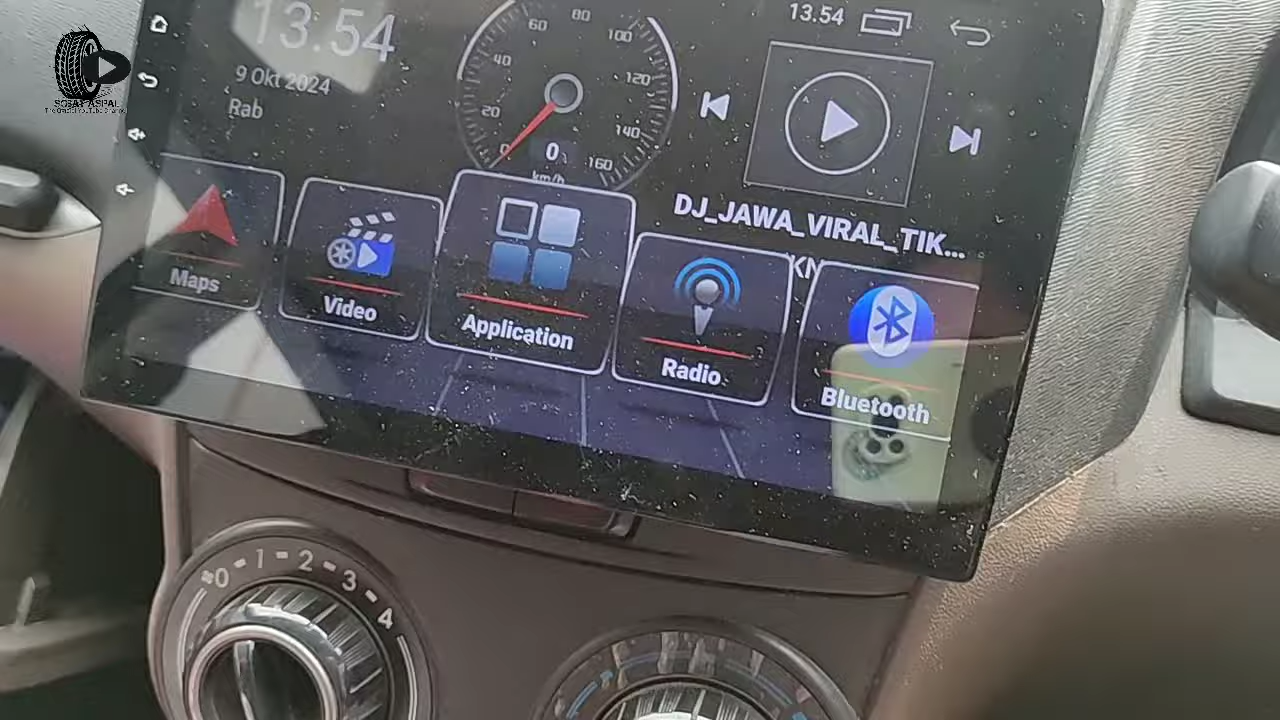 13.54
9 Okt 2024
Rab
0
20
40
60
80
100
120
140
160
0
km/h
13.54
DJ_JAWA_VIRAL_TIK...
Maps
Video
Application
Radio
Bluetooth
0 - 1 - 2 - 3 - 4
SOBAT ASPAL